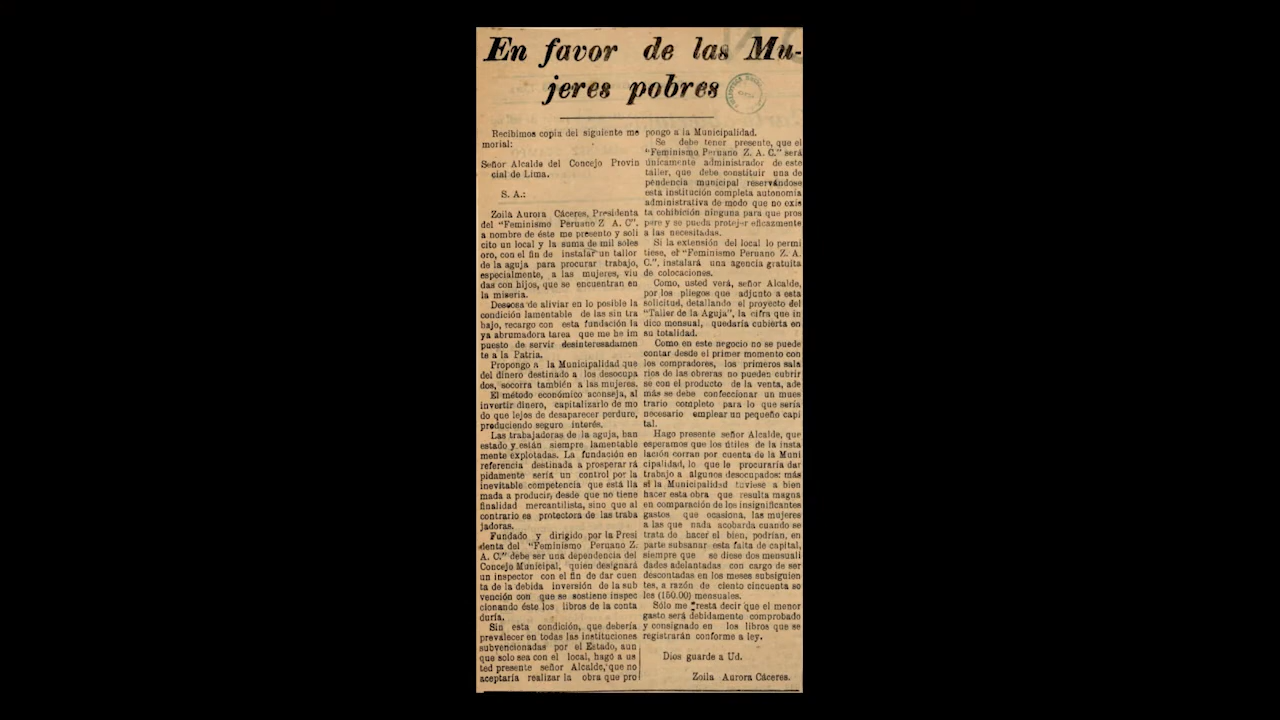 En favor de las Mu-
jeres pobres
Recibimos copia del siguiente me
morial:
Señor Alcalde del Concejo Provin
cial de Lima.
S. A.:
Zoila Aurora Cáceres, Presidenta
del "Feminismo Peruano Z A. C".
a nombre de éste me presento y soli
cito un local y la suma de mil soles
oro, con el fin de instalar un taller
de la aguja para procurar trabajo,
especialmente, a las mujeres, viu
das con hijos, que se encuentran en
la miseria.
Deseosa de aliviar en lo posible la
condición lamentable de las sin tra
bajo, recargo con esta fundación la
ya abrumadora tarea que me he im
puesto de servir desinteresadamen
te a la Patria.
Propongo a la Municipalidad que
del dinero destinado a los desocupa
dos, socorra también a las mujeres.
El método económico aconseja, al
invertir dinero, capitalizarlo de mo
do que lejos de desaparecer perdure,
produciendo seguro interés.
Las trabajadoras de la aguja, han
estado y están siempre lamentable
mente explotadas. La fundación en
referencia destinada a prosperar rá
pidamente sería un control por la
inevitable competencia que está lla
mada a producir, desde que no tiene
finalidad mercantilista, sino que al
contrario es protectora de las traba
jadoras.
Fundado y dirigido por la Presi
denta del "Feminismo Peruano Z.
A. C." debe ser una dependencia del
Concejo Municipal, quien designará
un inspector con el fin de dar cuen
ta de la debida inversión de la sub
vención con que se sostiene inspec
cionando éste los libros de la conta
duría.
Sin esta condición, que debería
prevalecer en todas las instituciones
subvencionadas por el Estado, aun
que solo sea con el local, hago a us
ted presente señor Alcalde, que no
aceptaría realizar la obra que pro
pongo a la Municipalidad.
Se debe tener presente, que el
"Feminismo Peruano Z. A. C." será
únicamente administrador de este
taller, que debe constituir una de
pendencia municipal reservándose
esta institución completa autonomía
administrativa de modo que no exis
ta cohibición ninguna para que pros
pere y se pueda protejer eficazmente
a las necesitadas.
Si la extensión del local lo permi
tiese, el "Feminismo Peruano Z. A.
C.", instalará una agencia gratuita
de colocaciones.
Como, usted verá, señor Alcalde,
por los pliegos que adjunto a esta
solicitud, detallando el proyecto del
"Taller de la Aguja", la cifra que in
dico mensual, quedaría cubierta en
su totalidad.
Como en este negocio no se puede
contar desde el primer momento con
los compradores, los primeros sala
rios de las obreras no pueden cubrir
se con el producto de la venta, ade
más se debe confeccionar un mues
trario completo para lo que sería
necesario emplear un pequeño capi
tal.
Hago presente señor Alcalde, que
esperamos que los útiles de la insta
lación corran por cuenta de la Muni
cipalidad, lo que le procuraría dar
trabajo a algunos desocupados: más
si la Municipalidad tuviese a bien
hacer esta obra que resulta magna
en comparación de los insignificantes
gastos que ocasiona, las mujeres
a las que nada acobarda cuando se
trata de hacer el bien, podrían, en
parte subsanar esta falta de capital,
siempre que se diese dos mensuali
dades adelantadas con cargo de ser
descontadas en los meses subsiguien
tes, a razón de ciento cincuenta so
les (150.00) mensuales.
Sólo me resta decir que el menor
gasto será debidamente comprobado
y consignado en los libros que se
registrarán conforme a ley.
Dios guarde a Ud.
Zoila Aurora Cáceres.